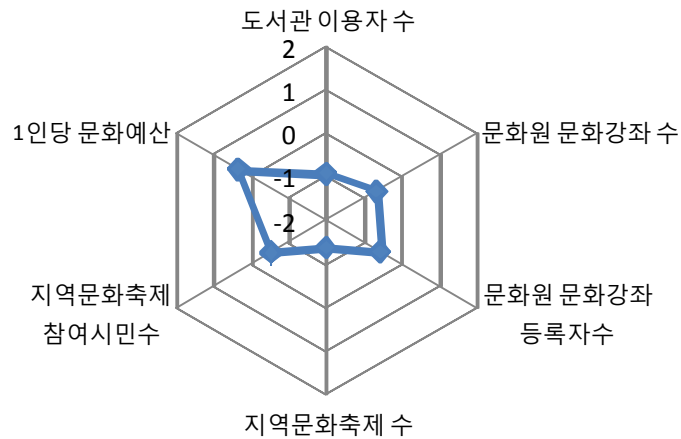 도서관 이용자 수
2
1
0
-1
-2
1인당 문화예산
문화원 문화강좌 수
지역문화축제
참여시민수
문화원 문화강좌
등록자수
지역문화축제 수